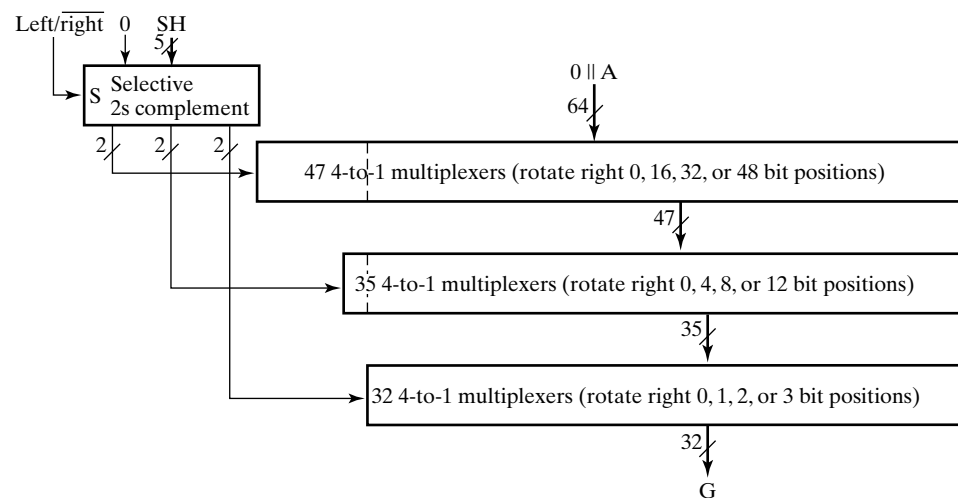 Left/right 0 SH
5
S Selective
2s complement
0 || A
64
2 2 2
47 4-to-1 multiplexers (rotate right 0, 16, 32, or 48 bit positions)
47
35 4-to-1 multiplexers (rotate right 0, 4, 8, or 12 bit positions)
35
32 4-to-1 multiplexers (rotate right 0, 1, 2, or 3 bit positions)
32
G